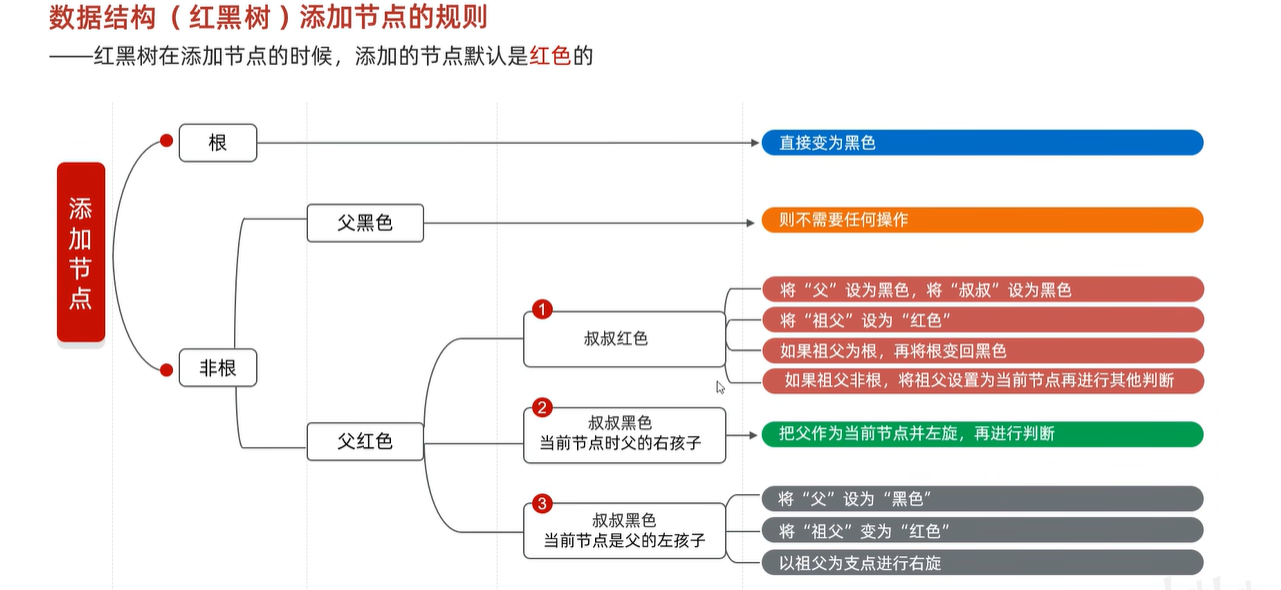 数据结构（红黑树）添加节点的规则
——红黑树在添加节点的时候，添加的节点默认是红色的
添加节点
根
直接变为黑色
父黑色
则不需要任何操作
非根
父红色
1
叔叔红色
将“父”设为黑色，将“叔叔”设为黑色
将“祖父”设为“红色”
如果祖父为根，再将根变回黑色
如果祖父非根，将祖父设置为当前节点再进行其他判断
2
叔叔黑色
当前节点时父的右孩子
把父作为当前节点并左旋，再进行判断
3
叔叔黑色
当前节点是父的左孩子
将“父”设为“黑色”
将“祖父”变为“红色”
以祖父为支点进行右旋